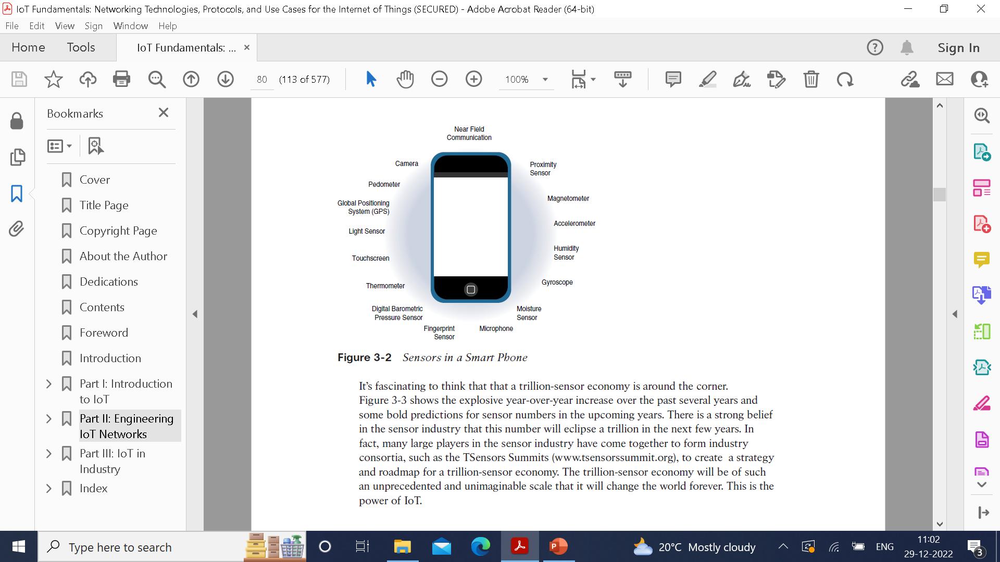 IoT Fundamentals: Networking Technologies, Protocols, and Use Cases for the Internet of Things (SECURED) - Adobe Acrobat Reader (64-bit)
File Edit View Sign Window Help
Home Tools IoT Fundamentals: ... × Sign In
80 (113 of 577) 100%
Bookmarks
Cover
Title Page
Copyright Page
About the Author
Dedications
Contents
Foreword
Introduction
Part I: Introduction
to IoT
Part II: Engineering
IoT Networks
Part III: IoT in
Industry
Index
Near Field
Communication
Camera
Pedometer
Global Positioning
System (GPS)
Light Sensor
Touchscreen
Thermometer
Digital Barometric
Pressure Sensor
Fingerprint
Sensor
Microphone
Moisture
Sensor
Gyroscope
Humidity
Sensor
Accelerometer
Magnetometer
Proximity
Sensor
Figure 3-2 Sensors in a Smart Phone
It's fascinating to think that that a trillion-sensor economy is around the corner.
Figure 3-3 shows the explosive year-over-year increase over the past several years and
some bold predictions for sensor numbers in the upcoming years. There is a strong belief
in the sensor industry that this number will eclipse a trillion in the next few years. In
fact, many large players in the sensor industry have come together to form industry
consortia, such as the TSensors Summits (www.tsensorssummit.org), to create a strategy
and roadmap for a trillion-sensor economy. The trillion-sensor economy will be of such
an unprecedented and unimaginable scale that it will change the world forever. This is the
power of IoT.
Type here to search
20°C Mostly cloudy
ENG
11:02
29-12-2022
3